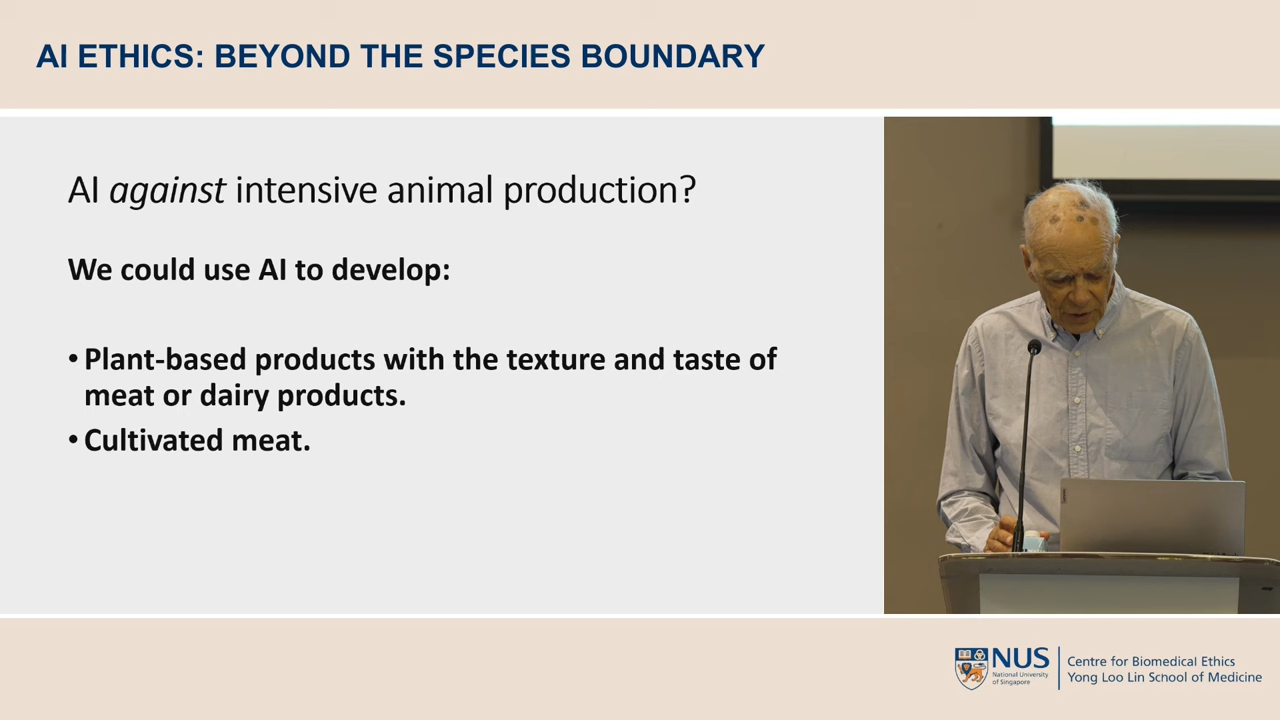 AI ETHICS: BEYOND THE SPECIES BOUNDARY
AI against intensive animal production?
We could use AI to develop:
• Plant-based products with the texture and taste of
meat or dairy products.
• Cultivated meat.
NUS
National University
of Singapore
Centre for Biomedical Ethics
Yong Loo Lin School of Medicine